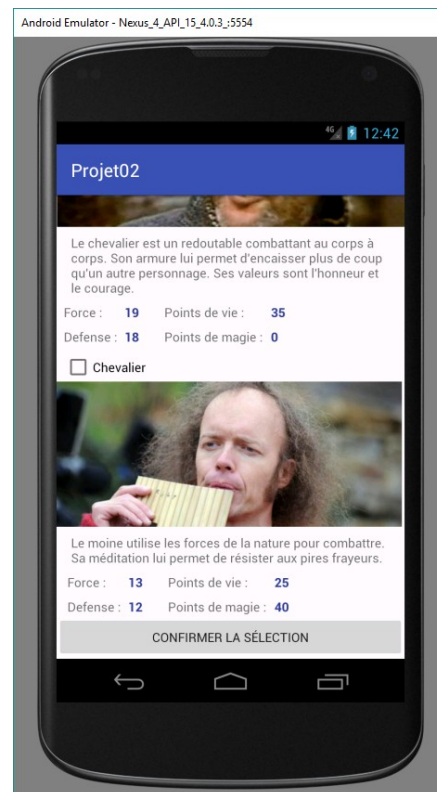 Android Emulator - Nexus_4_API_15_4.0.3_:5554
4G 12:42
Projet02
Le chevalier est un redoutable combattant au corps à
corps. Son armure lui permet d'encaisser plus de coup
qu'un autre personnage. Ses valeurs sont l'honneur et
le courage.
Force : 19 Points de vie : 35
Defense : 18 Points de magie : 0
Chevalier
Le moine utilise les forces de la nature pour combattre.
Sa méditation lui permet de résister aux pires frayeurs.
Force : 13 Points de vie : 25
Defense : 12 Points de magie : 40
CONFIRMER LA SÉLECTION